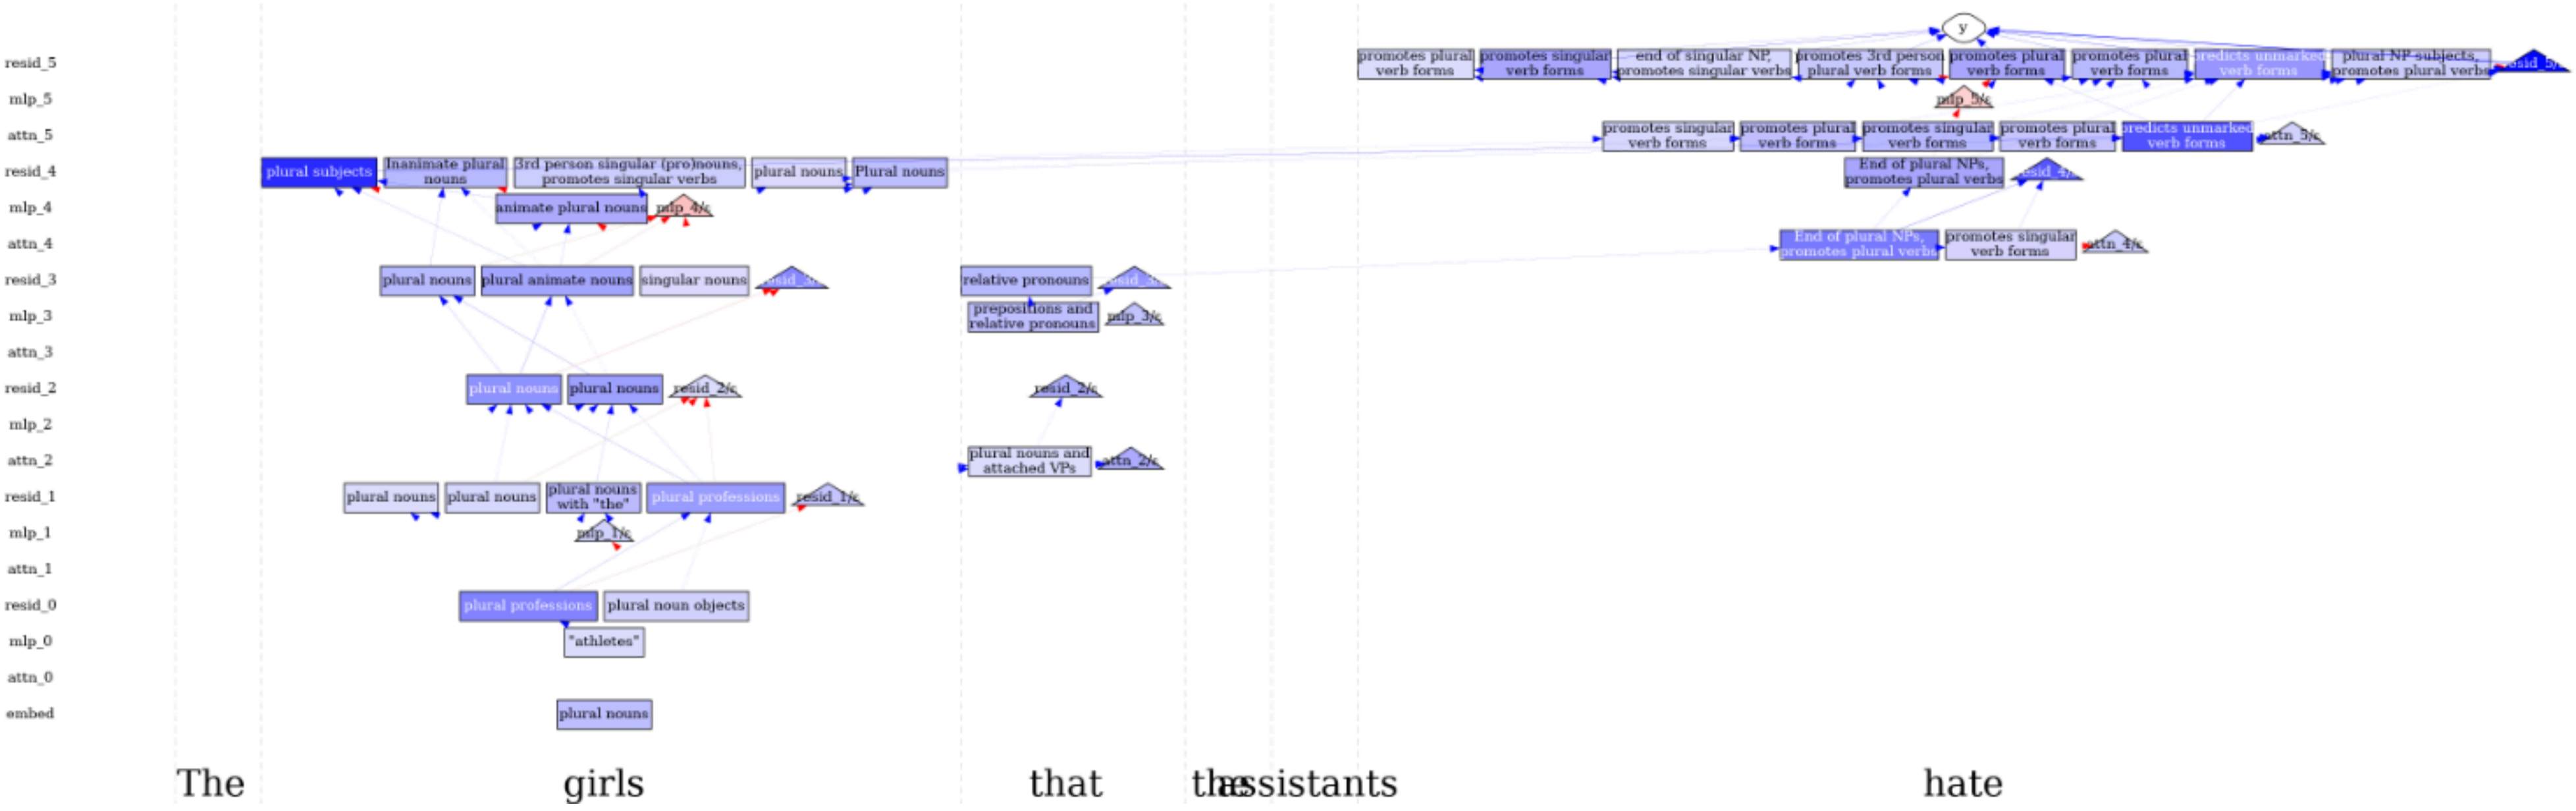 y
resid_5
promotes plural
verb forms
promotes singular
verb forms
end of singular NP,
promotes singular verbs
promotes 3rd person
plural verb forms
promotes plural
verb forms
promotes plural
verb forms
predicts unmarked
verb forms
plural NP subjects,
promotes plural verbs
resid_5/ε
mlp_5
mlp_5/ε
attn_5
promotes singular
verb forms
promotes plural
verb forms
promotes singular
verb forms
promotes plural
verb forms
predicts unmarked
verb forms
attn_5/ε
resid_4
plural subjects
Inanimate plural
nouns
3rd person singular (pro)nouns,
promotes singular verbs
plural nouns
Plural nouns
End of plural NPs,
promotes plural verbs
resid_4/ε
mlp_4
animate plural nouns
mlp_4/ε
attn_4
End of plural NPs,
promotes plural verbs
promotes singular
verb forms
attn_4/ε
resid_3
plural nouns
plural animate nouns
singular nouns
resid_3/ε
relative pronouns
resid_3/ε
mlp_3
prepositions and
relative pronouns
mlp_3/ε
attn_3
resid_2
plural nouns
plural nouns
resid_2/ε
resid_2/ε
mlp_2
attn_2
plural nouns and
attached VPs
attn_2/ε
resid_1
plural nouns
plural nouns
plural nouns
with "the"
plural professions
resid_1/ε
mlp_1
mlp_1/ε
attn_1
resid_0
plural professions
plural noun objects
mlp_0
"athletes"
attn_0
embed
plural nouns
The girls that the assistants hate